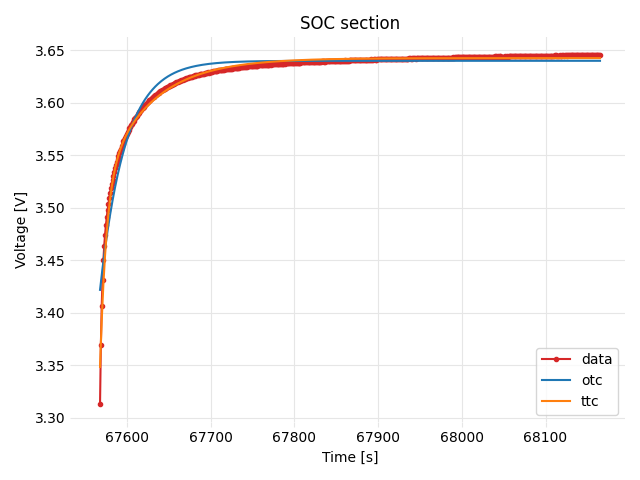 SOC section
3.65
3.60
3.55
3.50
3.45
3.40
3.35
3.30
Voltage [V]
data
otc
ttc
67600 67700 67800 67900 68000 68100
Time [s]